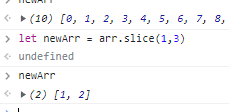 newArr
(10) [0, 1, 2, 3, 4, 5, 6, 7, 8,
let newArr = arr.slice(1,3)
undefined
newArr
(2) [1, 2]